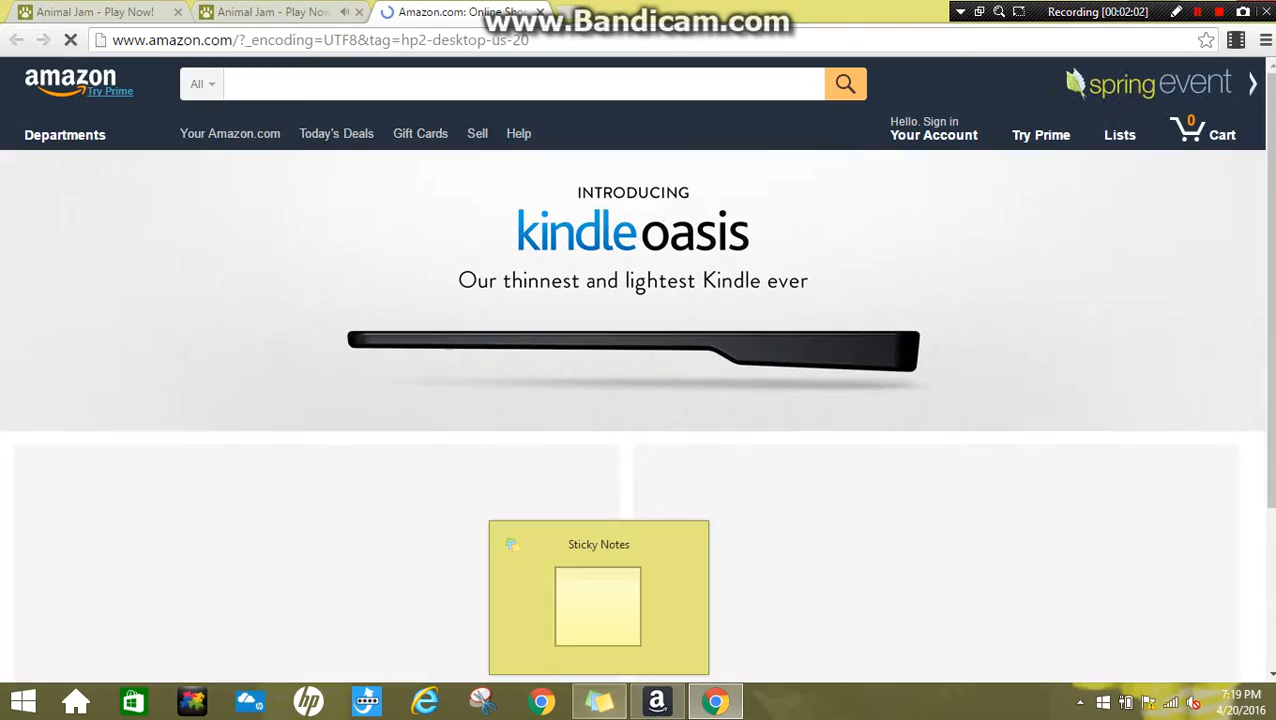 Animal Jam - Play Now!
Animal Jam - Play Now
Amazon.com: Online Sho
www.Bandicam.com
Recording [00:02:02]
www.amazon.com/?_encoding=UTF8&tag=hp2-desktop-us-20
amazon
Try Prime
All
spring event
Departments
Your Amazon.com
Today's Deals
Gift Cards
Sell
Help
Hello. Sign in
Your Account
Try Prime
Lists
0
Cart
INTRODUCING
kindle oasis
Our thinnest and lightest Kindle ever
Sticky Notes
hp
a
7:19 PM
4/20/2016